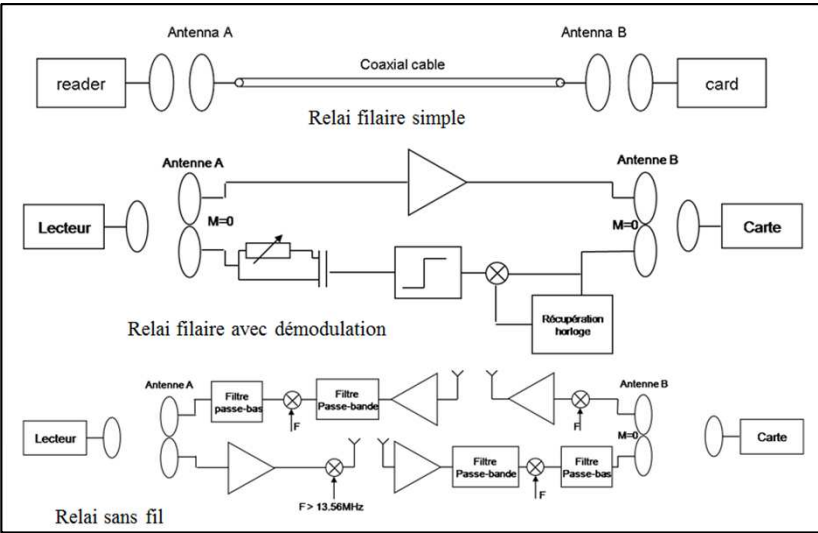 Antenna A
Antenna B
reader
Coaxial cable
card
Relai filaire simple
Antenne A
Antenne B
Lecteur
M=0
M=0
Carte
Récupération
horloge
Relai filaire avec démodulation
Antenne A
Antenne B
Filtre
passe-bas
Filtre
Passe-bande
F
F
Lecteur
M=0
Carte
Filtre
Passe-bande
Filtre
Passe-bas
F
F> 13.56MHz
Relai sans fil